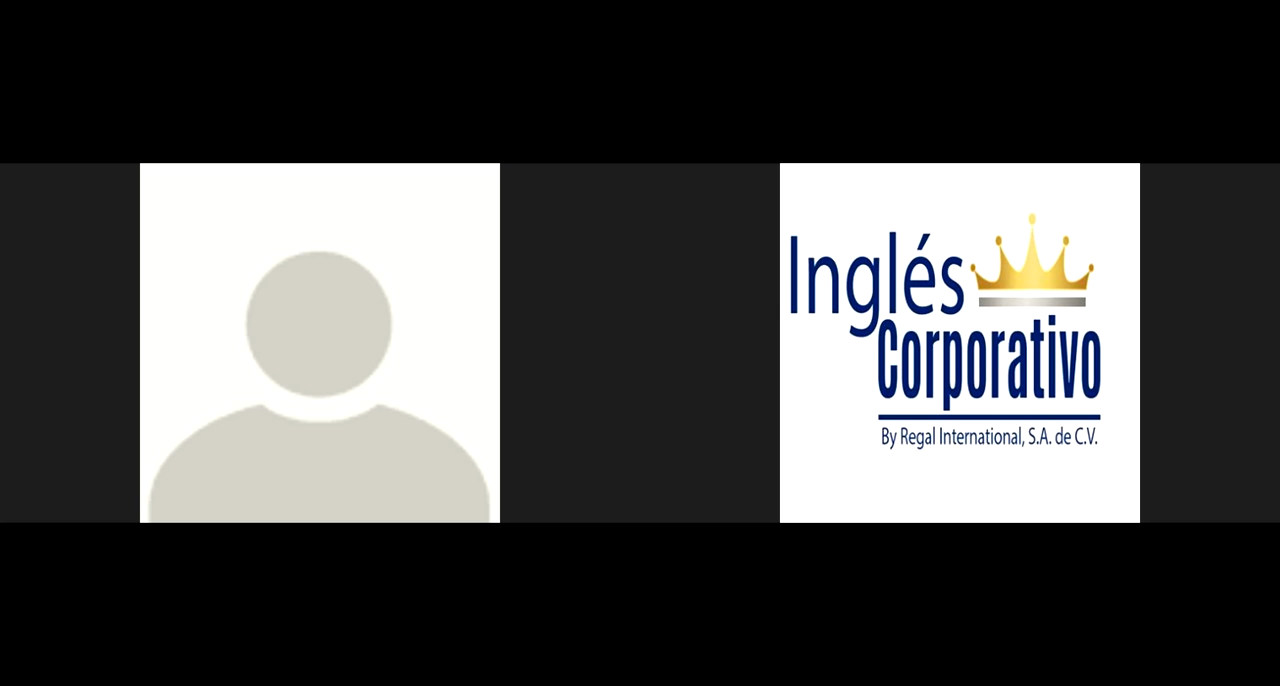 Inglés
Corporativo
By Regal International, S.A. de C.V.